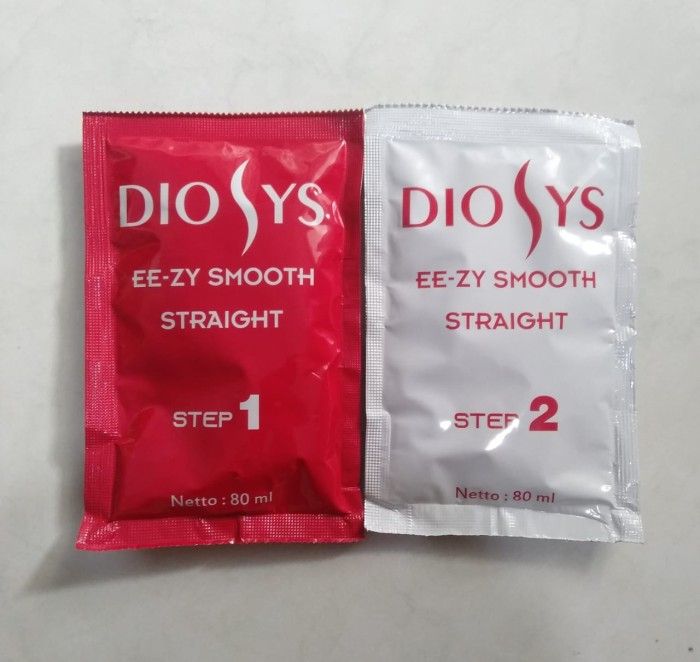 DIOSYS
EE-ZY SMOOTH
STRAIGHT
STEP 1
Netto : 80 ml
DIOSYS
EE-ZY SMOOTH
STRAIGHT
STEP 2
Netto : 80 ml